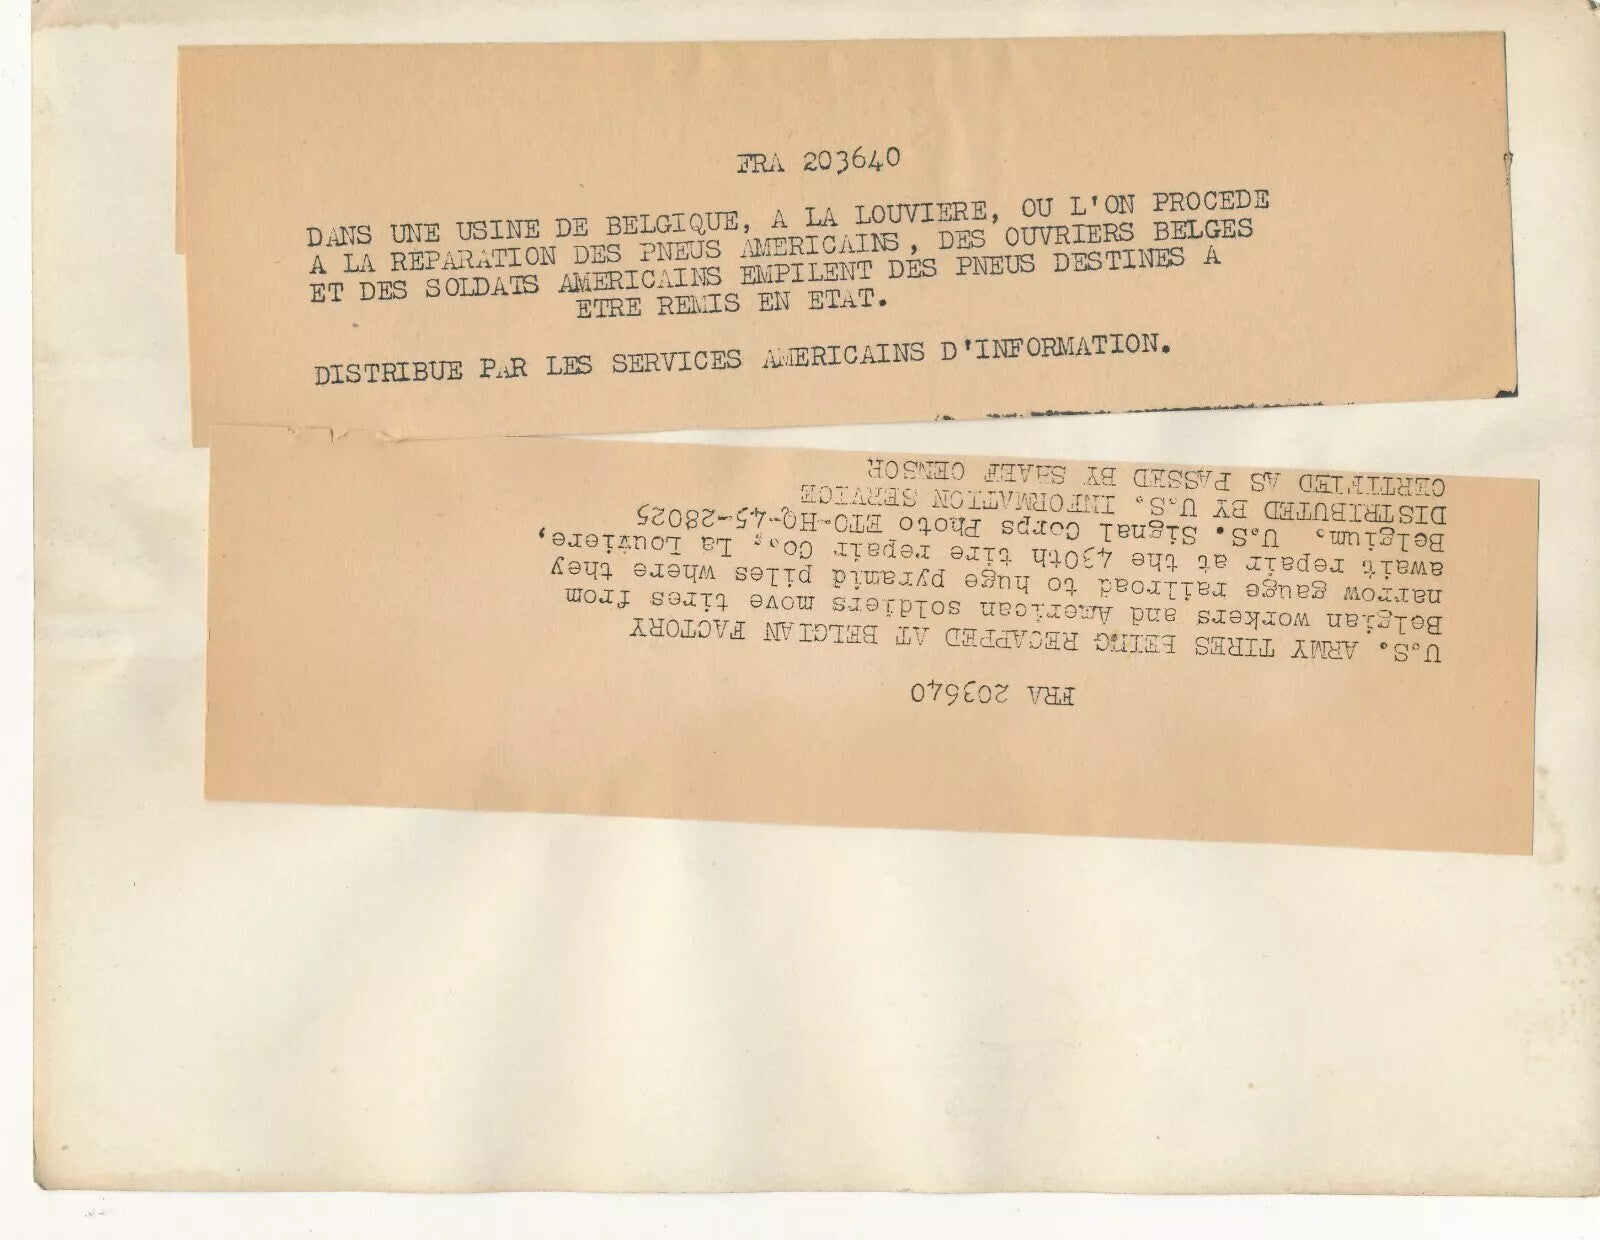 FRA 203640
DANS UNE USINE DE BELGIQUE, A LA LOUVIERE, OU L'ON PROCEDE
A LA REPARATION DES PNEUS AMERICAINS, DES OUVRIERS BELGES
ET DES SOLDATS AMERICAINS EMPILENT DES PNEUS DESTINES A
ETRE REMIS EN ETAT.
DISTRIBUE PAR LES SERVICES AMERICAINS D'INFORMATION.
FRA 203640
U.S. ARMY TIRES BEING RECAPPED AT BELGIAN FACTORY
Belgian workers and American soldiers move tires from
narrow gauge railroad to huge pyramid piles where they
await repair at the 430th tire repair Co., La Louviere,
Belgium. U.S. Signal Corps Photo ETO-HQ-45-28025
DISTRIBUTED BY U.S. INFORMATION SERVICE
CERTIFIED AS PASSED BY SHAEF CENSOR